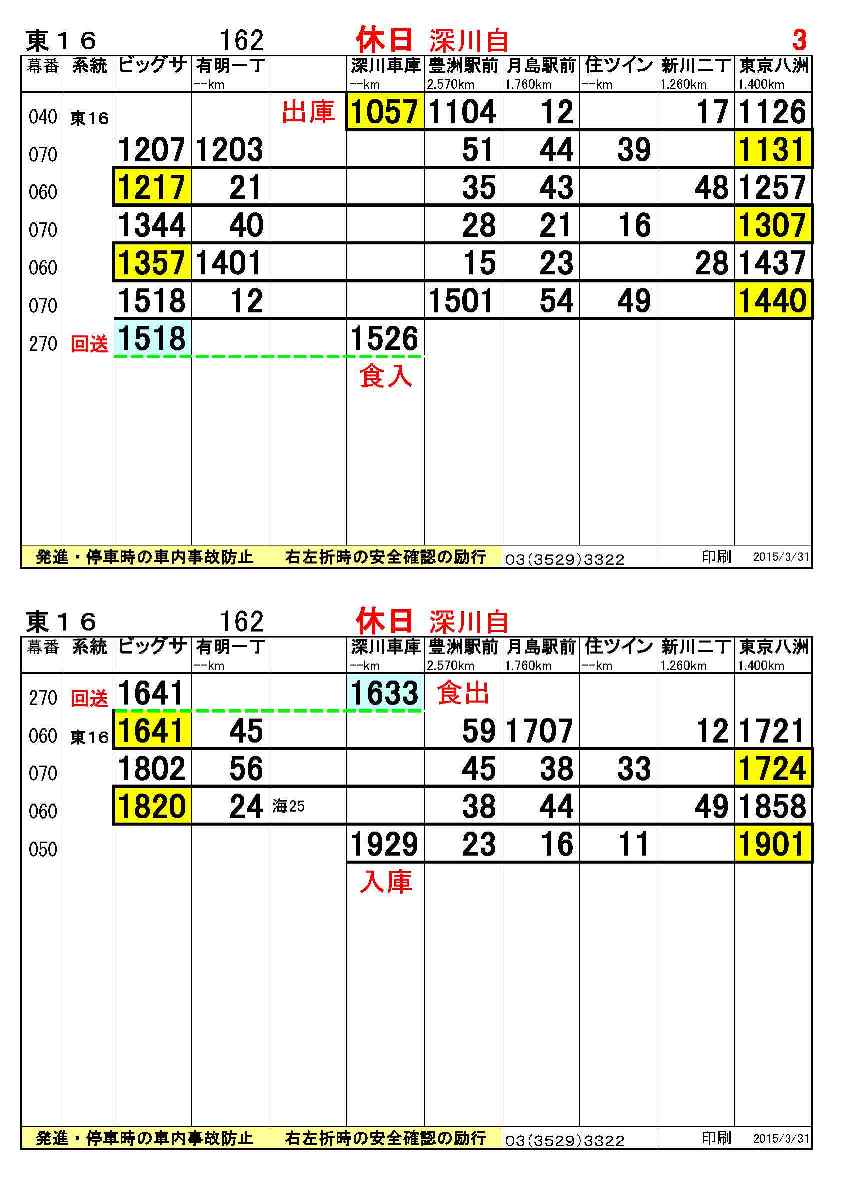 東１６ 162 休日 深川自 3
幕番 系統 ビッグサ 有明一丁 深川車庫 豊洲駅前 月島駅前 住ツイン 新川二丁 東京八洲
--km --km 2.570km 1.760km --km 1.260km 1.400km
040 東16 出庫 1057 1104 12 17 1126
070 1207 1203 51 44 39 1131
060 1217 21 35 43 48 1257
070 1344 40 28 21 16 1307
060 1357 1401 15 23 28 1437
070 1518 12 1501 54 49 1440
270 回送 1518 1526
食入
発進・停車時の車内事故防止 右左折時の安全確認の励行 03(3529)3322 印刷 2015/3/31
東１６ 162 休日 深川自
幕番 系統 ビッグサ 有明一丁 深川車庫 豊洲駅前 月島駅前 住ツイン 新川二丁 東京八洲
--km --km 2.570km 1.760km --km 1.260km 1.400km
270 回送 1641 1633 食出
060 東16 1641 45 59 1707 12 1721
070 1802 56 45 38 33 1724
060 1820 24 海25 38 44 49 1858
050 1929 23 16 11 1901
入庫
発進・停車時の車内事故防止 右左折時の安全確認の励行 03(3529)3322 印刷 2015/3/31